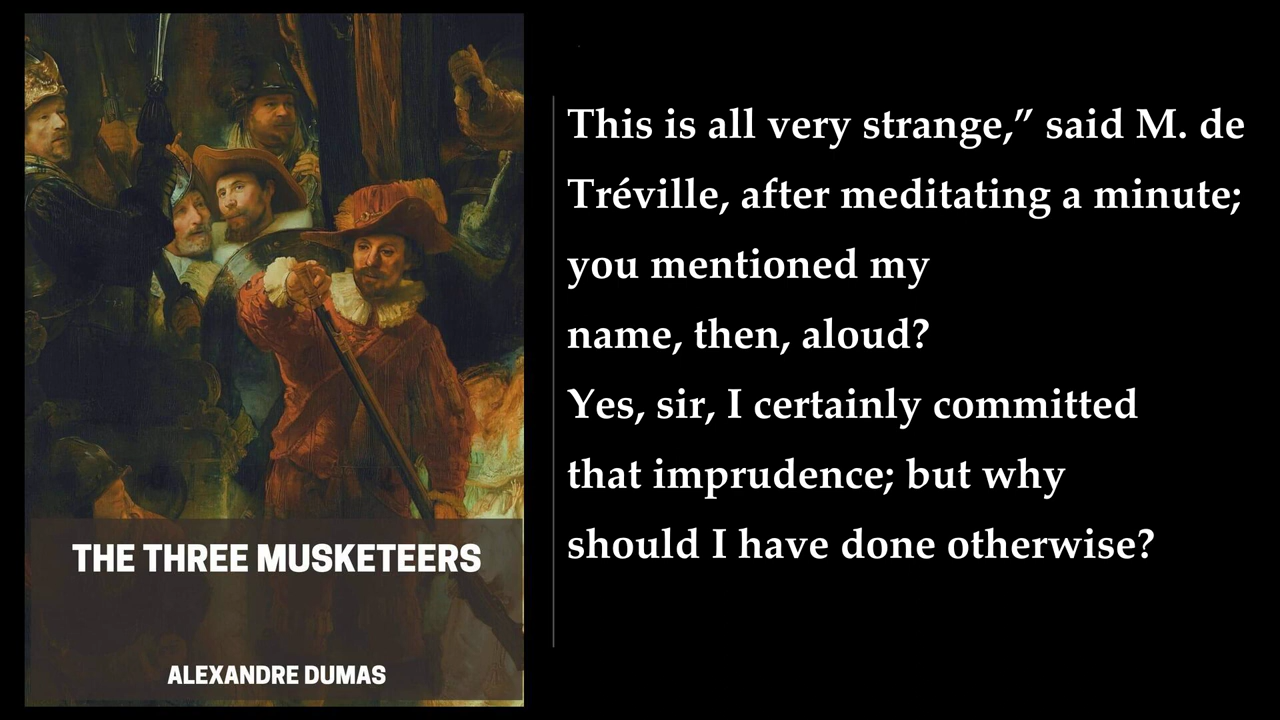 THE THREE MUSKETEERS
ALEXANDRE DUMAS
This is all very strange,” said M. de
Tréville, after meditating a minute;
you mentioned my
name, then, aloud?
Yes, sir, I certainly committed
that imprudence; but why
should I have done otherwise?